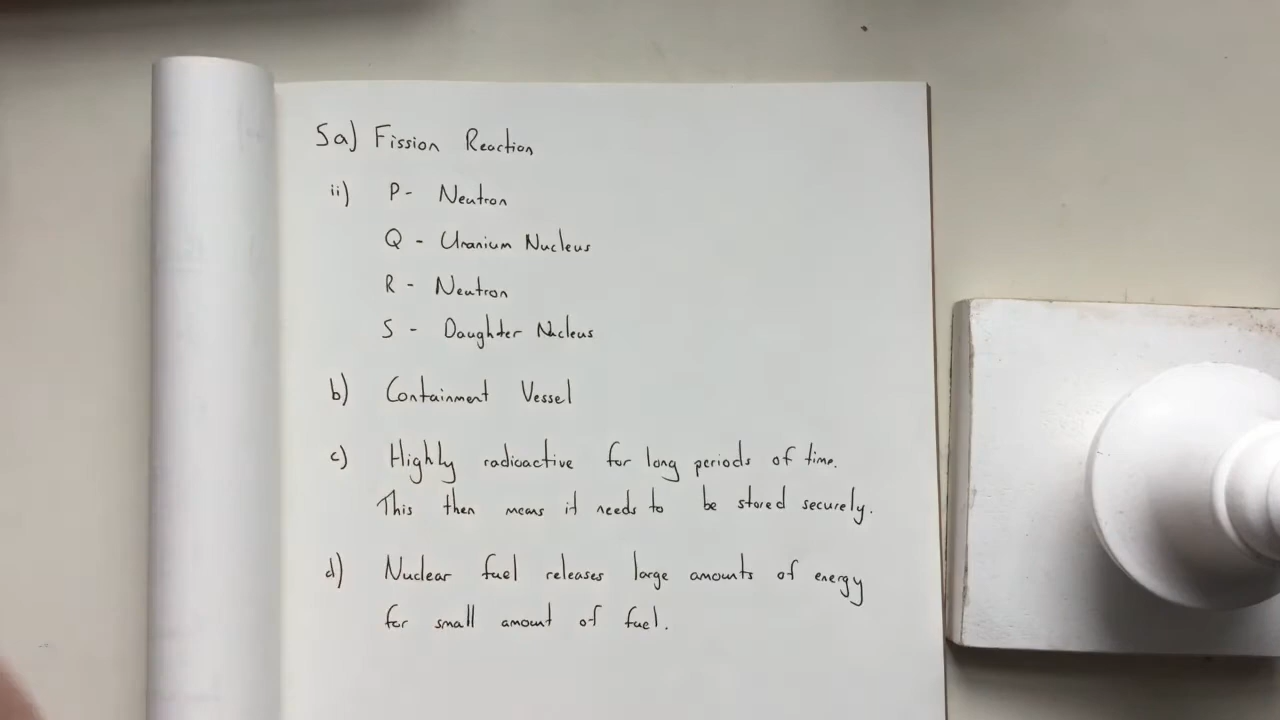 5a) Fission Reaction
ii) P - Neutron
Q - Uranium Nucleus
R - Neutron
S - Daughter Nucleus
b) Containment Vessel
c) Highly radioactive for long periods of time.
This then means it needs to be stored securely.
d) Nuclear fuel releases large amounts of energy
for small amount of fuel.